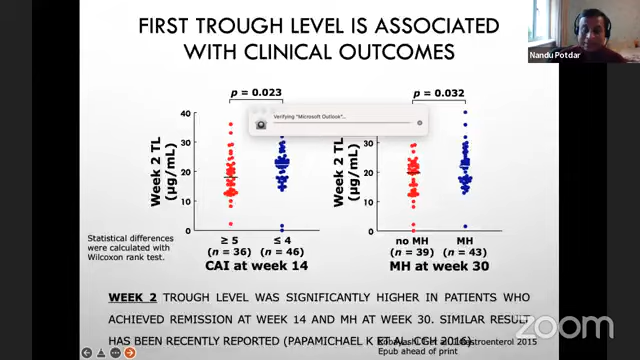 FIRST TROUGH LEVEL IS ASSOCIATED
WITH CLINICAL OUTCOMES
Nandu Potdar
p = 0.023
p = 0.032
Verifying "Microsoft Outlook"...
Week 2 TL
(µg/mL)
40
30
20
10
0
Week 2 TL
(µg/mL)
30
20
10
0
≥ 5
(n = 36)
≤ 4
(n = 46)
CAI at week 14
no MH
(n = 39)
MH
(n = 43)
MH at week 30
Statistical differences
were calculated with
Wilcoxon rank test.
WEEK 2 TROUGH LEVEL WAS SIGNIFICANTLY HIGHER IN PATIENTS WHO
ACHIEVED REMISSION AT WEEK 14 AND MH AT WEEK 30. SIMILAR RESULT
HAS BEEN RECENTLY REPORTED (PAPAMICHAEL K ET AL. CGH 2016).
Kobayashi T, et al. J Gastroenterol 2015
Epub ahead of print
zoom